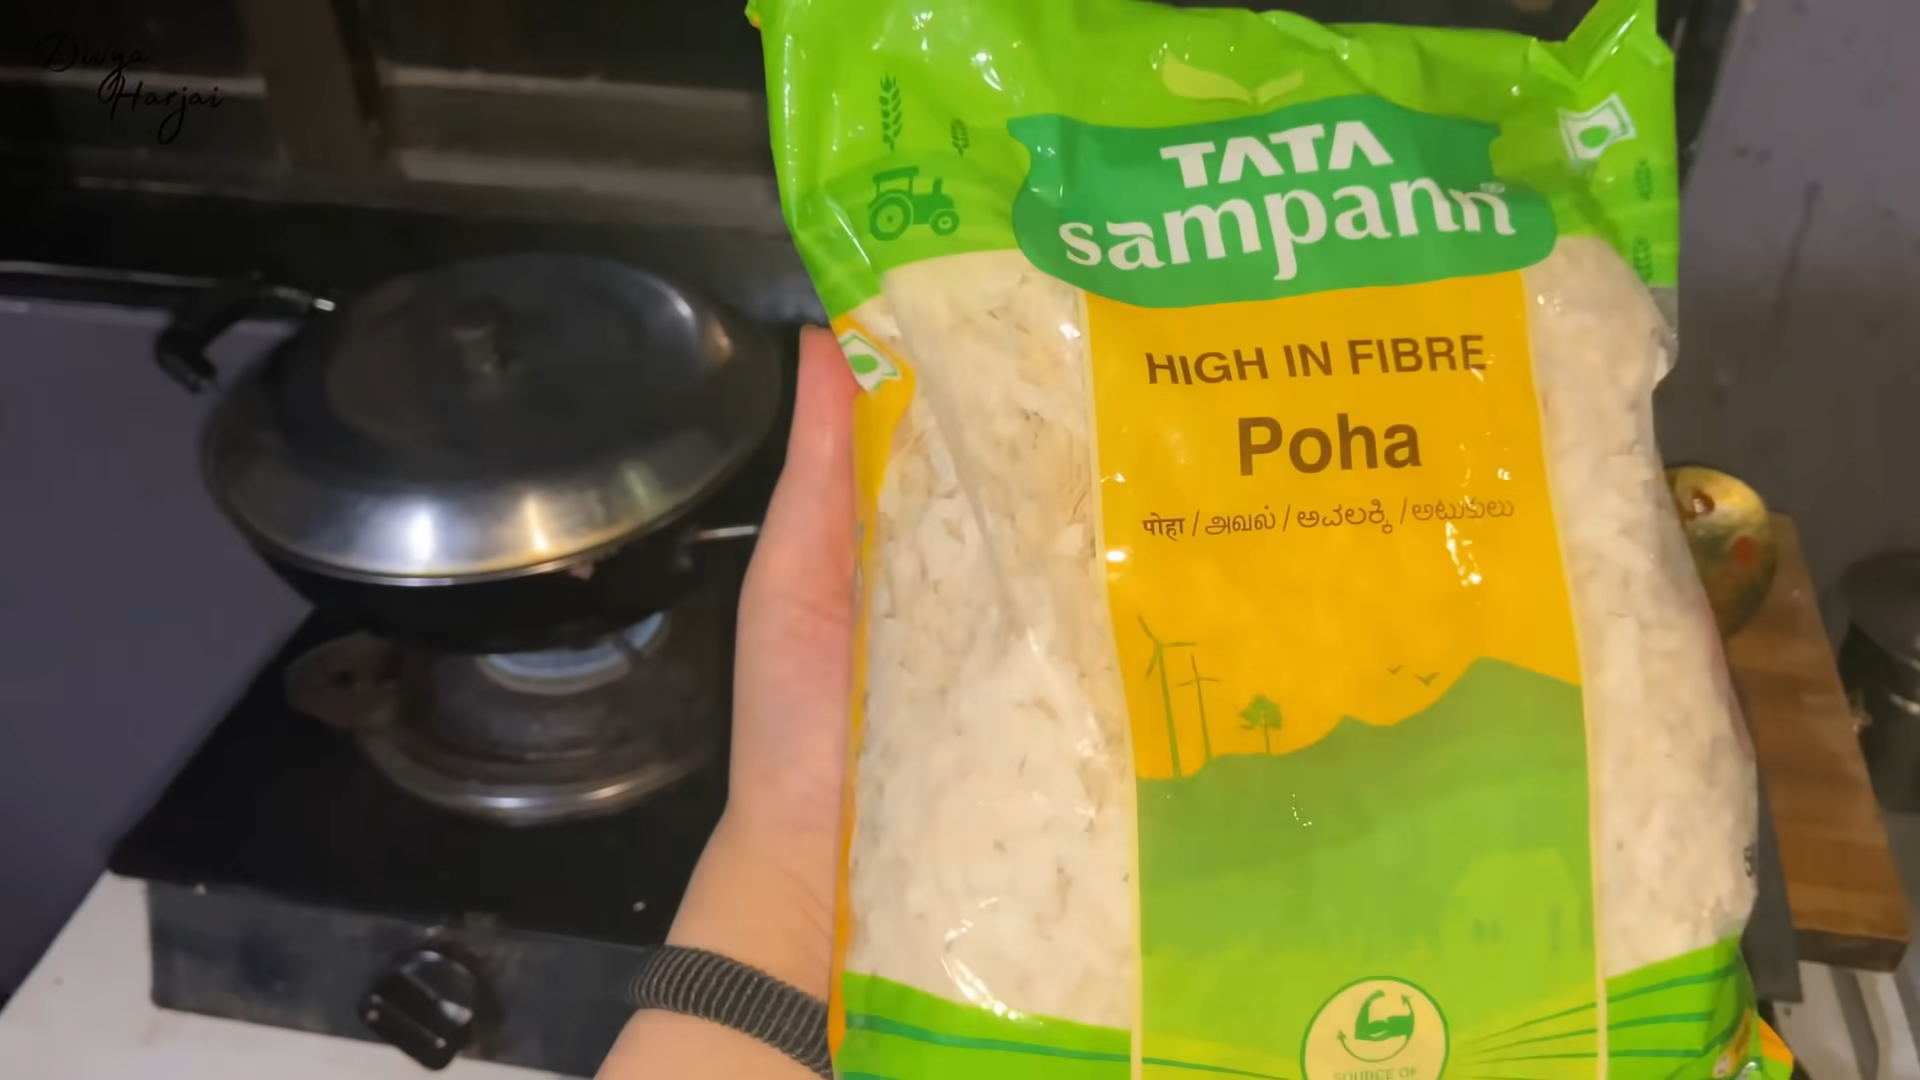 Divya
Harjai
TATA
sampann®
HIGH IN FIBRE
Poha
पोहा / அவல் / ಅವಲಕ್ಕಿ / అటుకులు
SOURCE OF